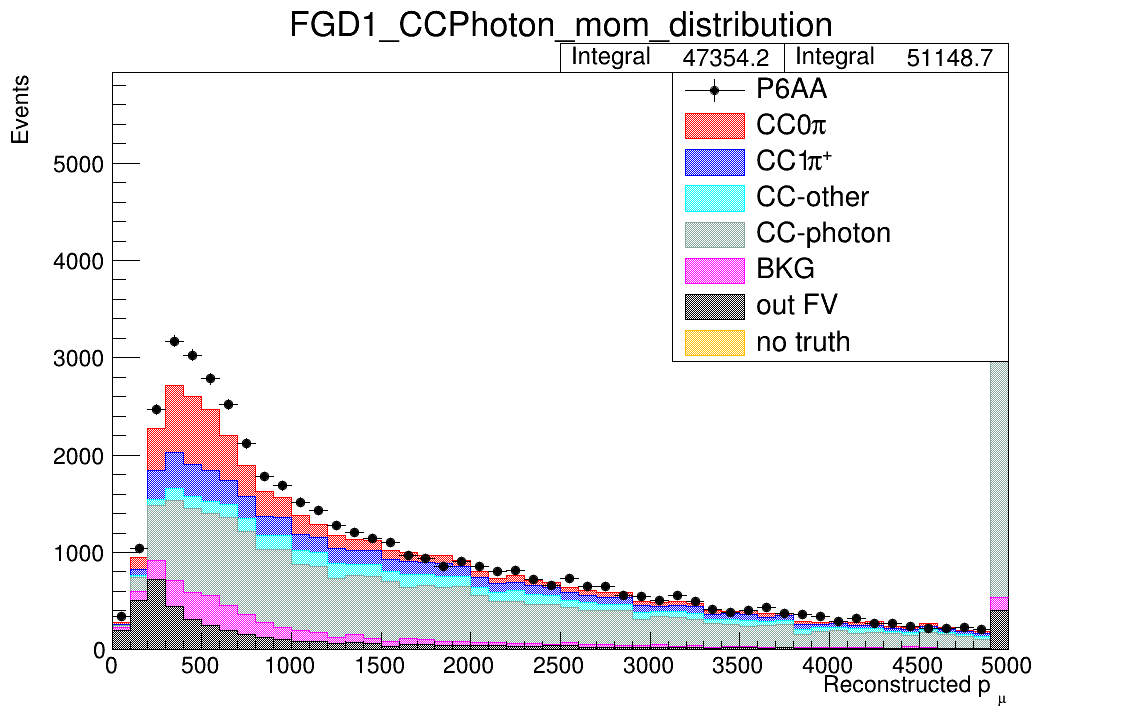 FGD1_CCPhoton_mom_distribution
Integral 47354.2 Integral 51148.7
Events
P6AA
CC0π
CC1π⁺
CC-other
CC-photon
BKG
out FV
no truth
5000
4000
3000
2000
1000
0
0 500 1000 1500 2000 2500 3000 3500 4000 4500 5000
Reconstructed p μ